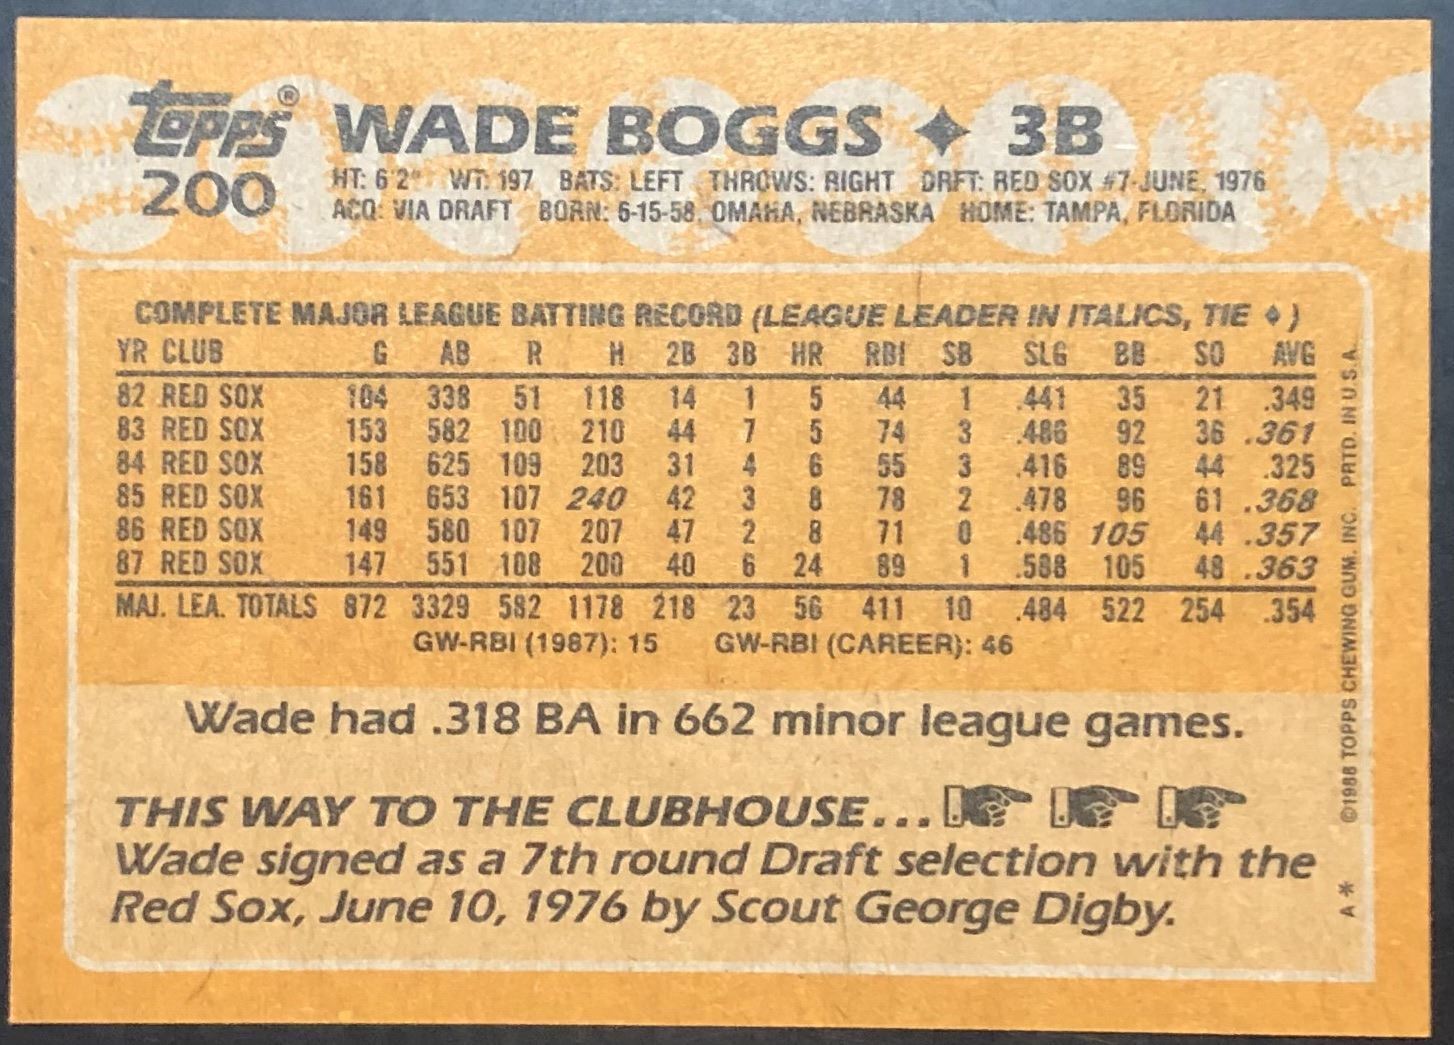 topps® WADE BOGGS ✦ 3B
200
HT: 6'2" WT: 197 BATS: LEFT THROWS: RIGHT DRFT: RED SOX #7-JUNE, 1976
ACQ: VIA DRAFT BORN: 6-15-58, OMAHA, NEBRASKA HOME: TAMPA, FLORIDA
COMPLETE MAJOR LEAGUE BATTING RECORD (LEAGUE LEADER IN ITALICS, TIE ♦)
YR CLUB G AB R H 2B 3B HR RBI SB SLG BB SO AVG
82 RED SOX 104 338 51 118 14 1 5 44 1 .441 35 21 .349
83 RED SOX 153 582 100 210 44 7 5 74 3 .486 92 36 .361
84 RED SOX 158 625 109 203 31 4 6 55 3 .416 89 44 .325
85 RED SOX 161 653 107 240 42 3 8 78 2 .478 96 61 .368
86 RED SOX 149 580 107 207 47 2 8 71 0 .486 105 44 .357
87 RED SOX 147 551 108 200 40 6 24 89 1 .588 105 48 .363
MAJ. LEA. TOTALS 872 3329 582 1178 218 23 56 411 10 .484 522 254 .354
GW-RBI (1987): 15 GW-RBI (CAREER): 46
Wade had .318 BA in 662 minor league games.
THIS WAY TO THE CLUBHOUSE...
Wade signed as a 7th round Draft selection with the
Red Sox, June 10, 1976 by Scout George Digby.
A* ©1988 TOPPS CHEWING GUM, INC. PRTD. IN U.S.A.